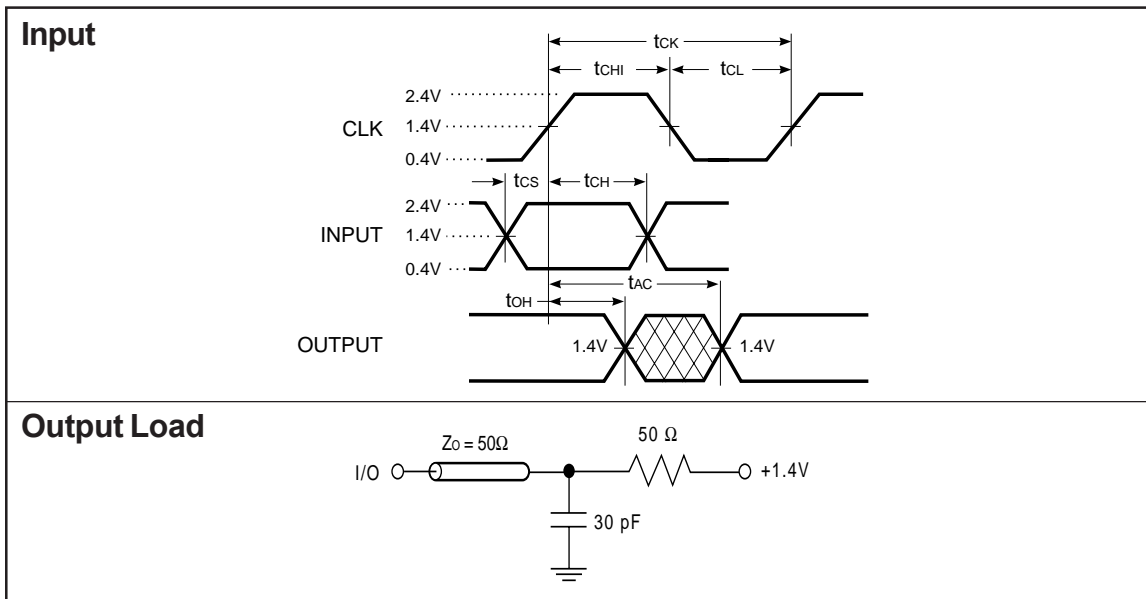 Input
tCK
tCHI tCL
2.4V
CLK 1.4V
0.4V
tCS tCH
2.4V
INPUT 1.4V
0.4V
tAC
tOH
OUTPUT 1.4V 1.4V
Output Load
ZO = 50Ω 50 Ω
I/O +1.4V
30 pF